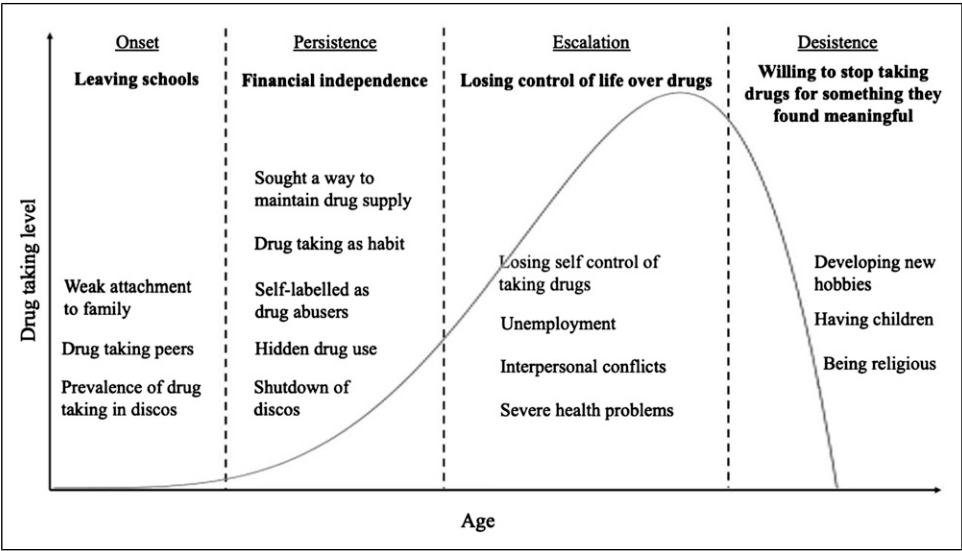 Onset
Leaving schools
Weak attachment
to family
Drug taking peers
Prevalence of drug
taking in discos
Persistence
Financial independence
Sought a way to
maintain drug supply
Drug taking as habit
Self-labelled as
drug abusers
Hidden drug use
Shutdown of
discos
Escalation
Losing control of life over drugs
Losing self control of
taking drugs
Unemployment
Interpersonal conflicts
Severe health problems
Desistence
Willing to stop taking
drugs for something they
found meaningful
Developing new
hobbies
Having children
Being religious
Drug taking level
Age